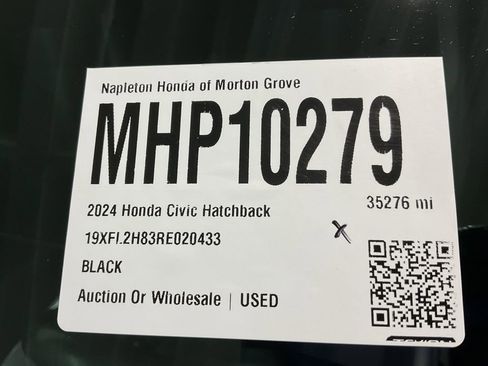 Napleton Honda of Morton Grove
MHP10279
35276 mi
2024 Honda Civic Hatchback
19XFL2H83RE020433
BLACK
Auction Or Wholesale | USED